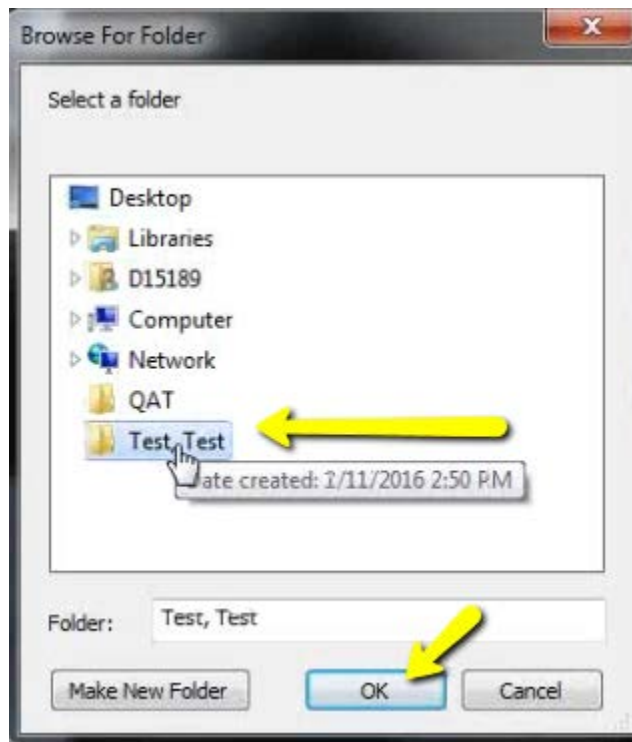 Browse For Folder
Select a folder
Desktop
Libraries
D15189
Computer
Network
QAT
Test, Test
ate created: 2/11/2016 2:50 PM
Folder: Test, Test
Make New Folder OK Cancel